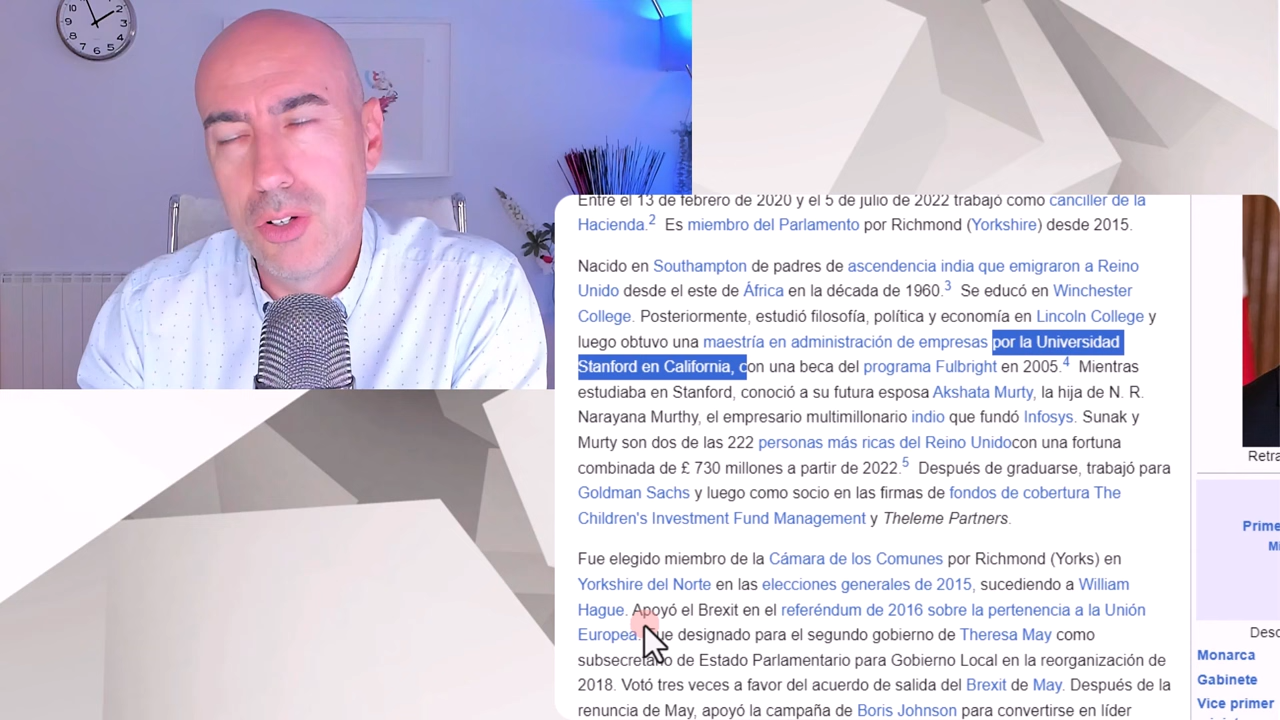 10
2
9
3
8
4
7
6
5
Entre el 13 de febrero de 2020 y el 5 de julio de 2022 trabajó como canciller de la
Hacienda.2 Es miembro del Parlamento por Richmond (Yorkshire) desde 2015.
Nacido en Southampton de padres de ascendencia india que emigraron a Reino
Unido desde el este de África en la década de 1960.3 Se educó en Winchester
College. Posteriormente, estudió filosofía, política y economía en Lincoln College y
luego obtuvo una maestría en administración de empresas por la Universidad
Stanford en California, con una beca del programa Fulbright en 2005.4 Mientras
estudiaba en Stanford, conoció a su futura esposa Akshata Murty, la hija de N. R.
Narayana Murthy, el empresario multimillonario indio que fundó Infosys. Sunak y
Murty son dos de las 222 personas más ricas del Reino Unidocon una fortuna
combinada de £ 730 millones a partir de 2022.5 Después de graduarse, trabajó para
Goldman Sachs y luego como socio en las firmas de fondos de cobertura The
Children's Investment Fund Management y Theleme Partners.
Fue elegido miembro de la Cámara de los Comunes por Richmond (Yorks) en
Yorkshire del Norte en las elecciones generales de 2015, sucediendo a William
Hague. Apoyó el Brexit en el referéndum de 2016 sobre la pertenencia a la Unión
Europea. Fue designado para el segundo gobierno de Theresa May como
subsecretario de Estado Parlamentario para Gobierno Local en la reorganización de
2018. Votó tres veces a favor del acuerdo de salida del Brexit de May. Después de la
renuncia de May, apoyó la campaña de Boris Johnson para convertirse en líder
Retra
Prime
Mi
Desc
Monarca
Gabinete
Vice primer